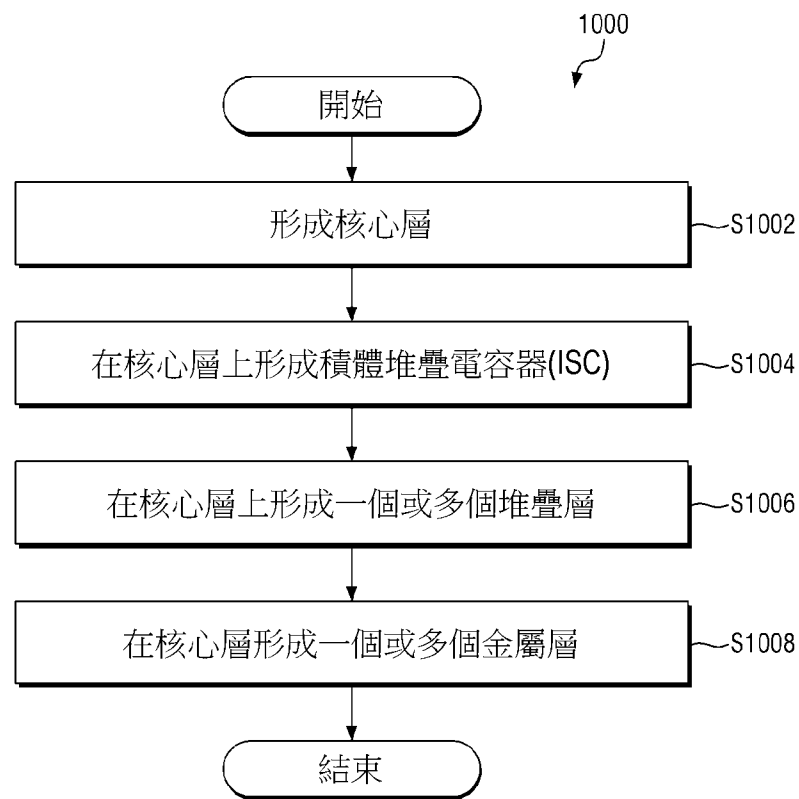 1000
開始
形成核心層
S1002
在核心層上形成積體堆疊電容器(ISC)
S1004
在核心層上形成一個或多個堆疊層
S1006
在核心层形成一個或多個金屬層
S1008
結束